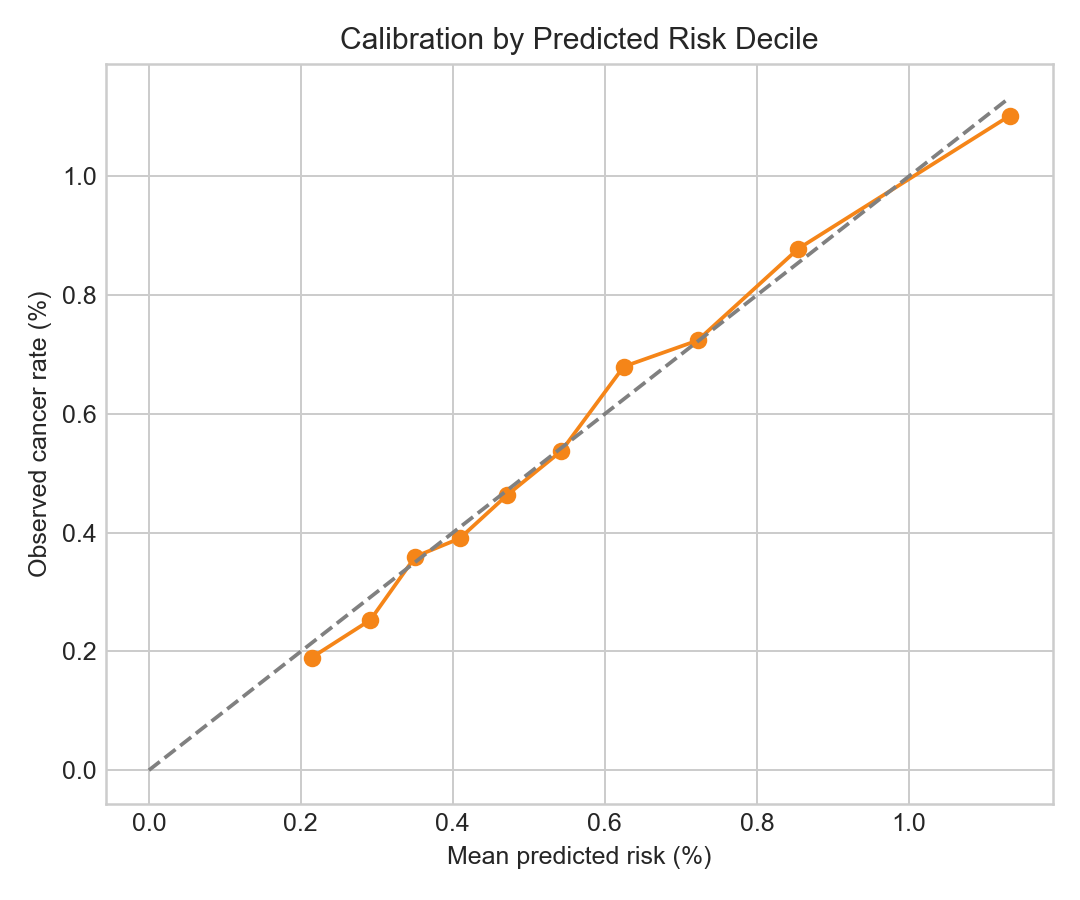 Calibration by Predicted Risk Decile
Observed cancer rate (%)
1.0
0.8
0.6
0.4
0.2
0.0
0.0 0.2 0.4 0.6 0.8 1.0
Mean predicted risk (%)